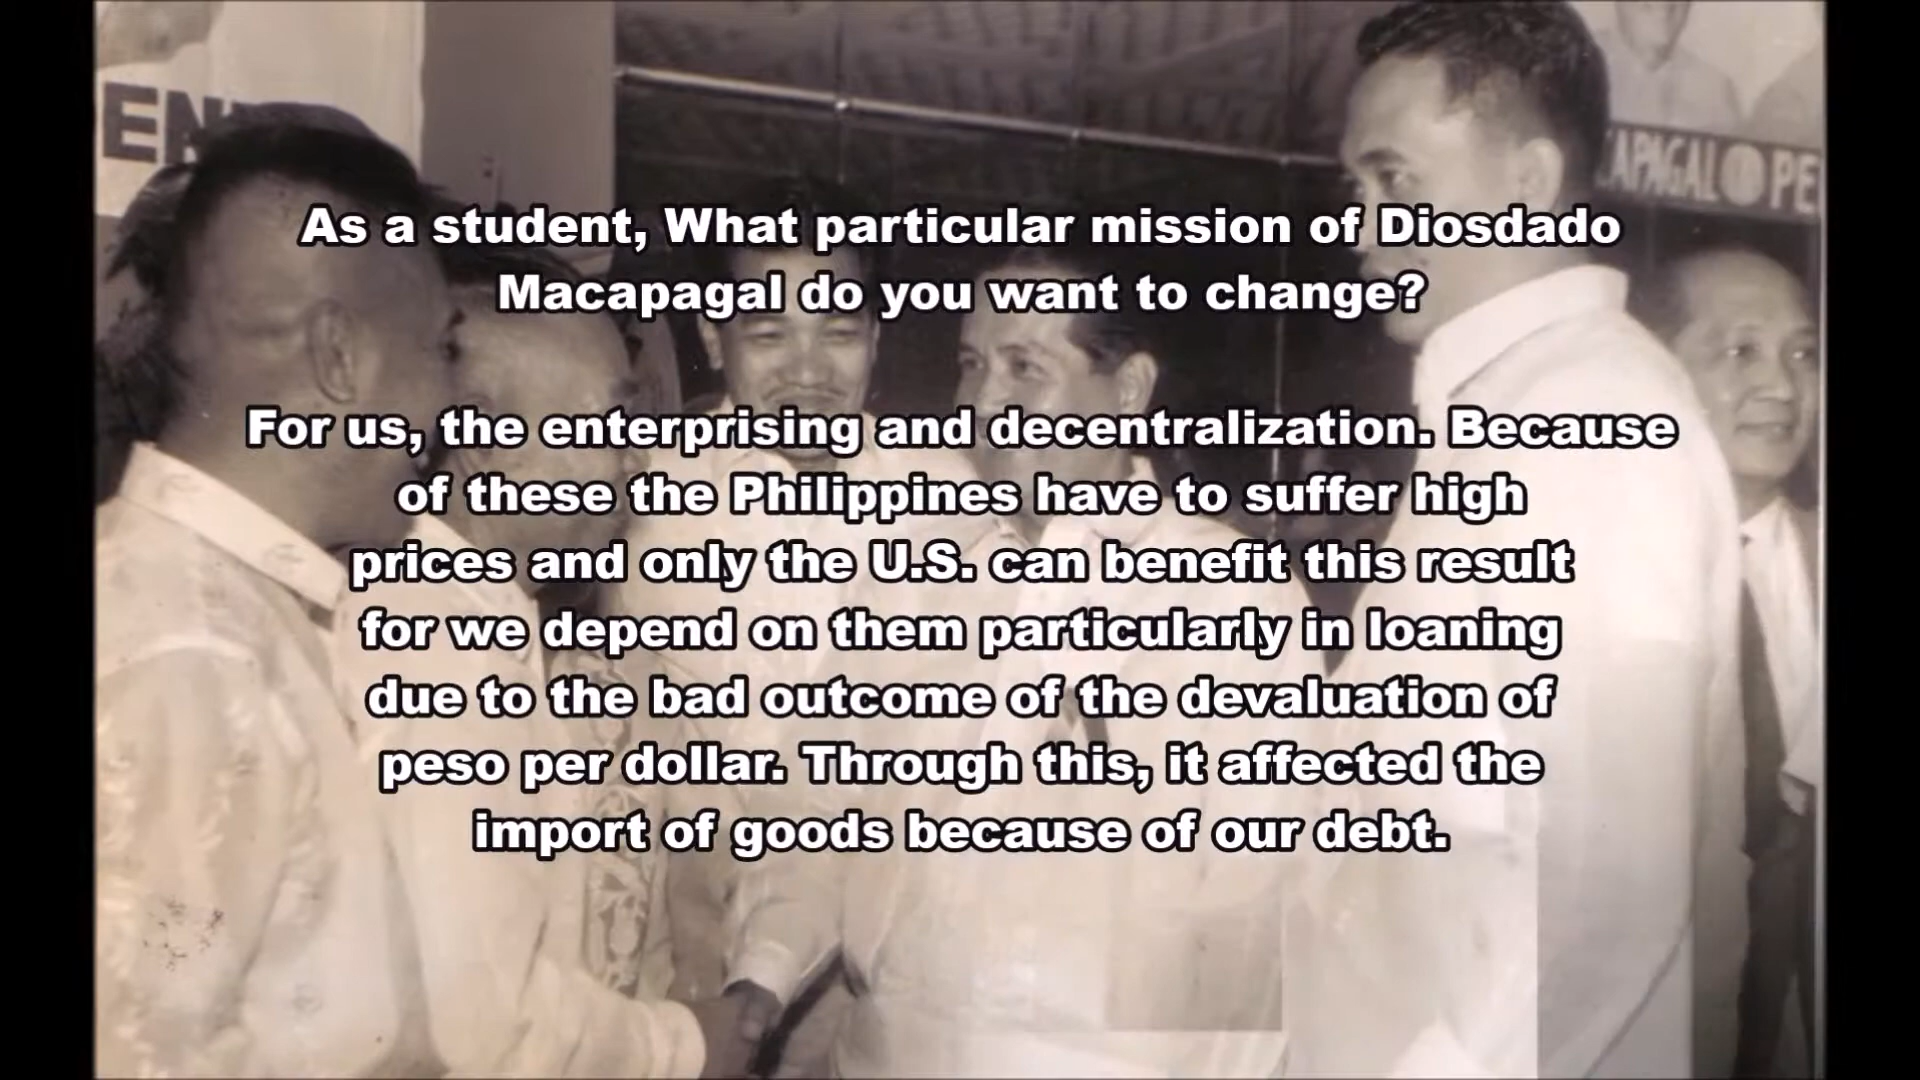 EN
APAGAL PE
As a student, What particular mission of Diosdado
Macapagal do you want to change?
For us, the enterprising and decentralization. Because
of these the Philippines have to suffer high
prices and only the U.S. can benefit this result
for we depend on them particularly in loaning
due to the bad outcome of the devaluation of
peso per dollar. Through this, it affected the
import of goods because of our debt.